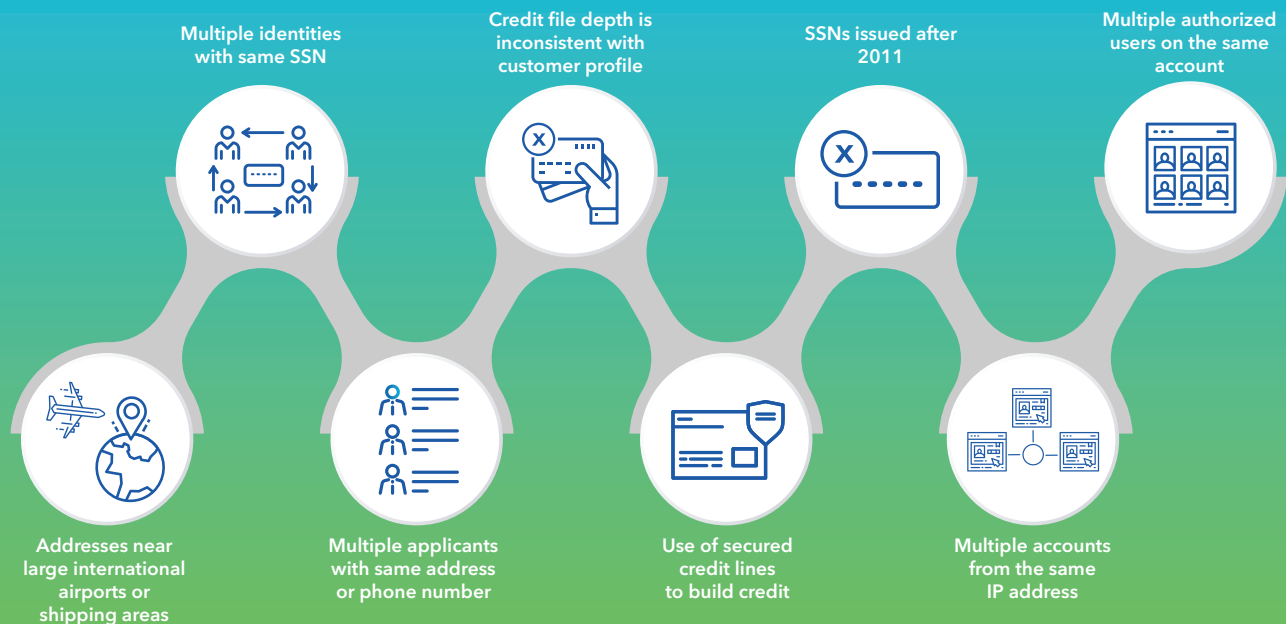 Multiple identities
with same SSN
Credit file depth is
inconsistent with
customer profile
SSNs issued after
2011
Multiple authorized
users on the same
account
X
X
Addresses near
large international
airports or
shipping areas
Multiple applicants
with same address
or phone number
Use of secured
credit lines
to build credit
Multiple accounts
from the same
IP address